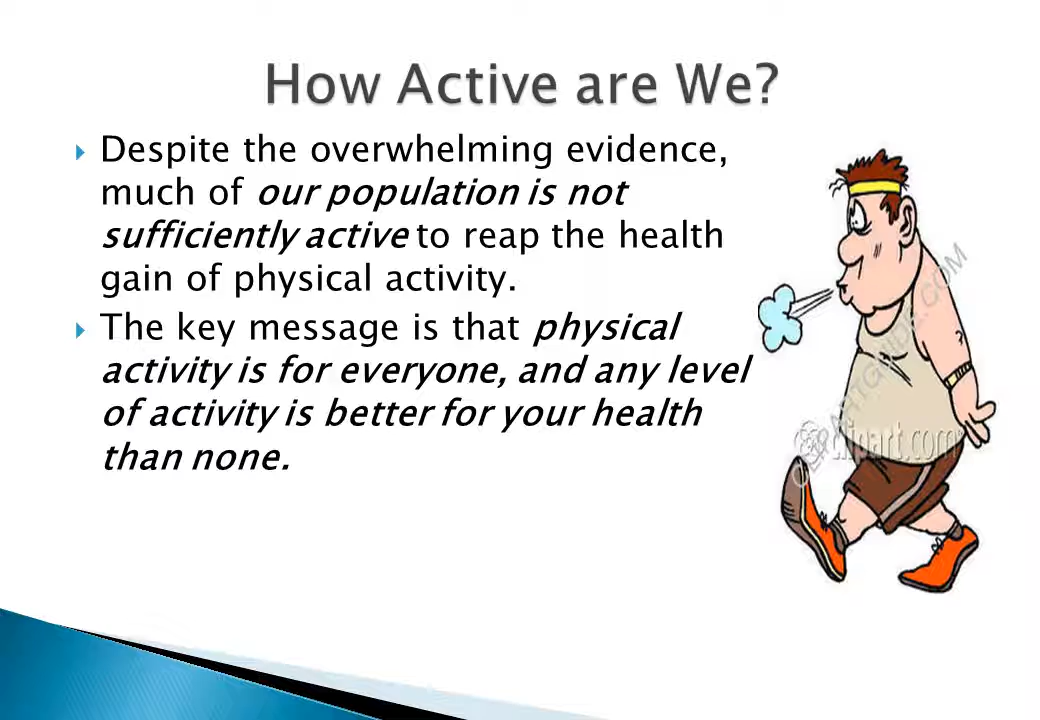 How Active are We?
Despite the overwhelming evidence,
much of our population is not
sufficiently active to reap the health
gain of physical activity.
The key message is that physical
activity is for everyone, and any level
of activity is better for your health
than none.
clipart.com